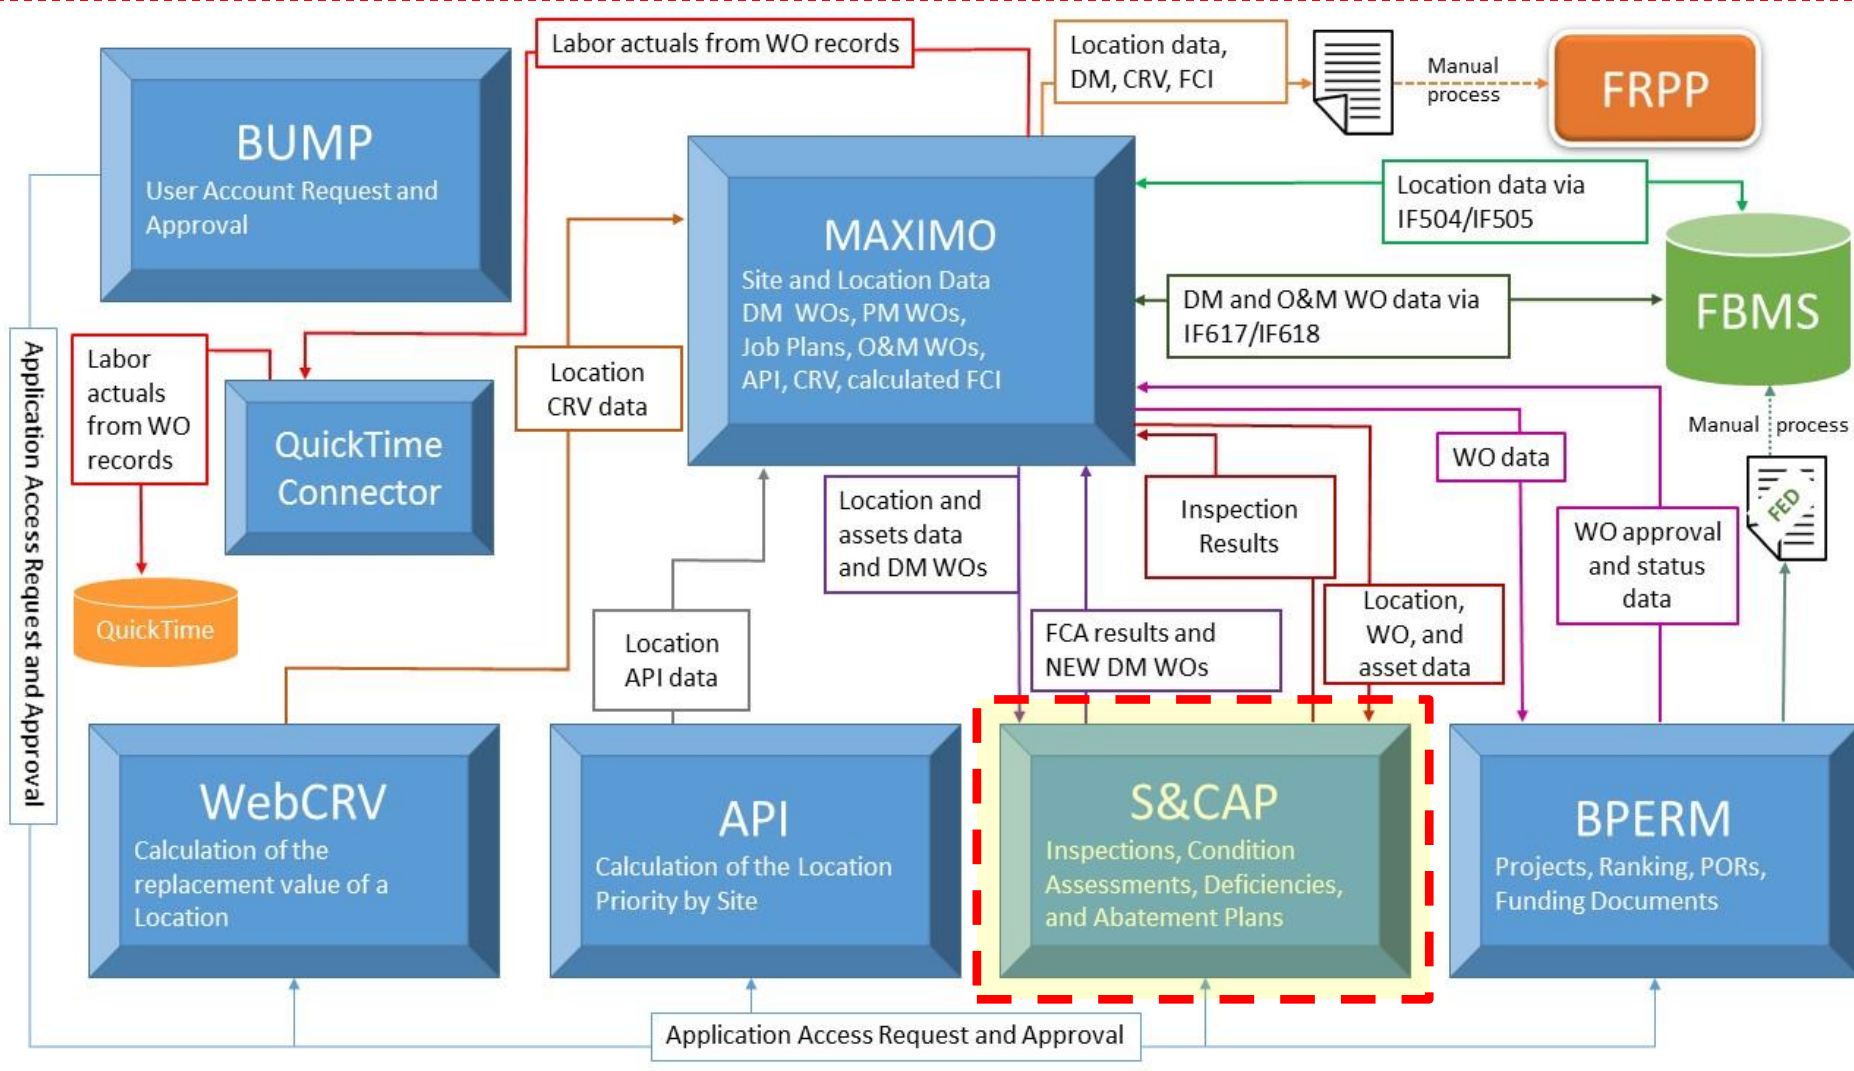 Labor actuals from WO records
Location data,
DM, CRV, FCI
Manual
process
FRPP
BUMP
User Account Request and
Approval
MAXIMO
Site and Location Data
DM  WOs, PM WOs,
Job Plans, O&M WOs,
API, CRV, calculated FCI
Location data via
IF504/IF505
DM and O&M WO data via
IF617/IF618
FBMS
Application Access Request and Approval
Labor
actuals
from WO
records
QuickTime
Connector
Location
CRV data
QuickTime
Location and
assets data
and DM WOs
Inspection
Results
WO data
Manual process
FED
WO approval
and status
data
Location
API data
FCA results and
NEW DM WOs
Location,
WO, and
asset data
WebCRV
Calculation of the
replacement value of a
Location
API
Calculation of the Location
Priority by Site
S&CAP
Inspections, Condition
Assessments, Deficiencies,
and Abatement Plans
BPERM
Projects, Ranking, PORs,
Funding Documents
Application Access Request and Approval